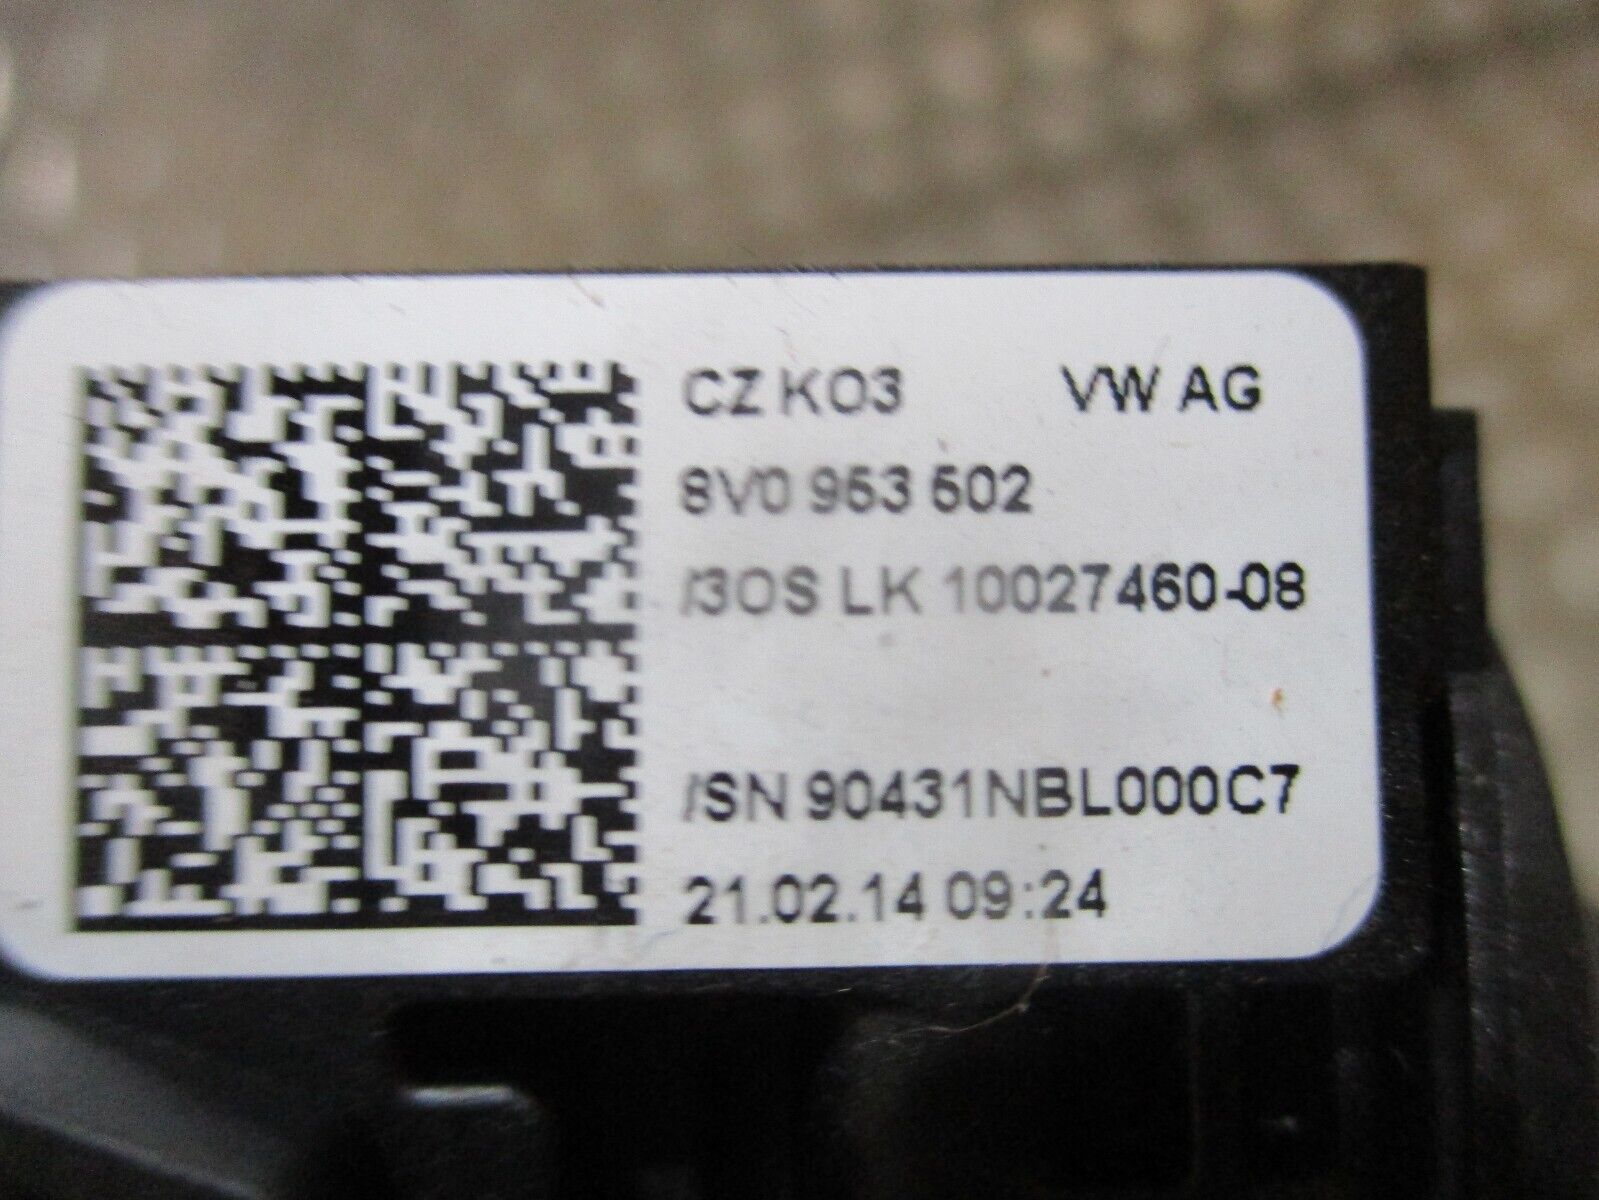 CZ KO3 VW AG
8V0 953 502
/3OS LK 10027460-08
/SN 90431NBL000C7
21.02.14 09:24